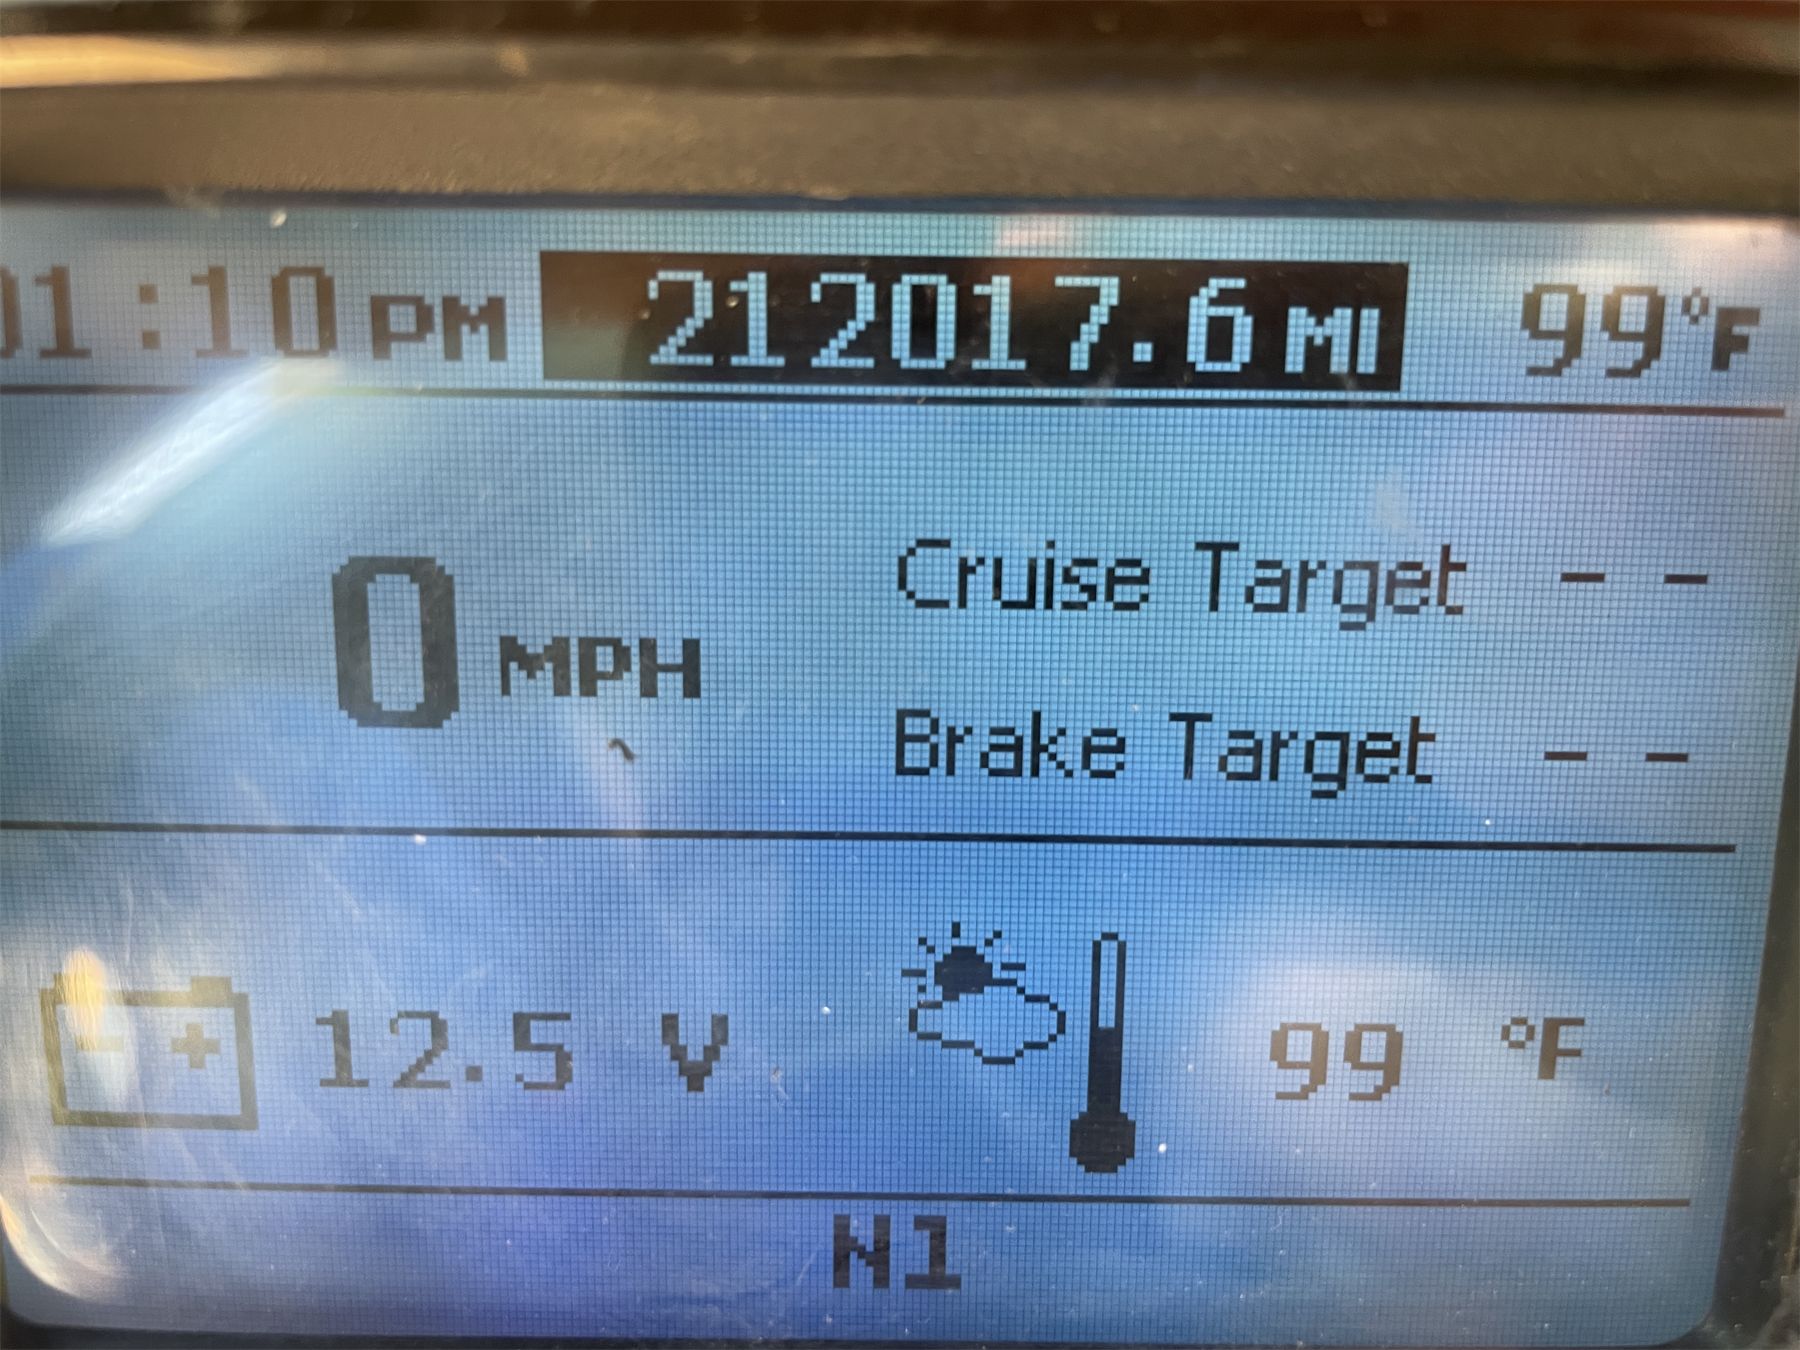 01:10 PM 212017.6 MI 99°F
0 MPH
Cruise Target --
Brake Target --
12.5 V 99 °F
N1